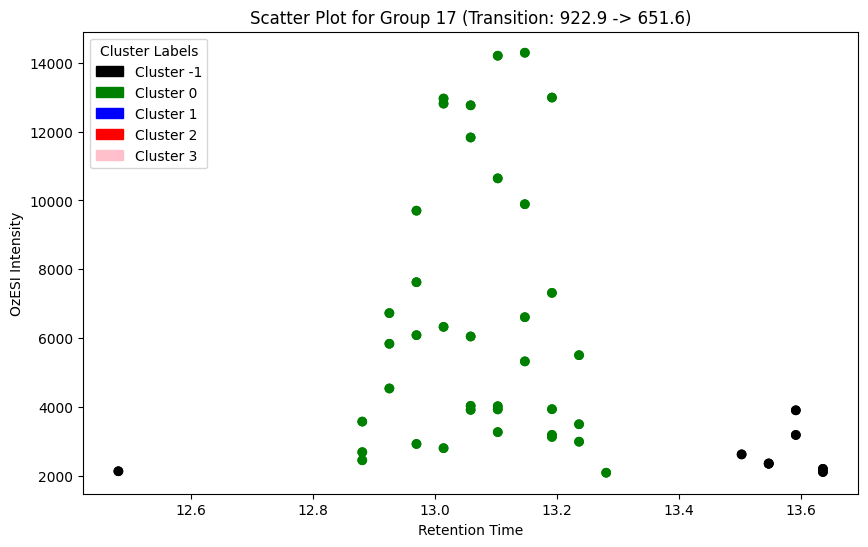 Scatter Plot for Group 17 (Transition: 922.9 -> 651.6)
Cluster Labels
Cluster -1
Cluster 0
Cluster 1
Cluster 2
Cluster 3
OzESI Intensity
14000
12000
10000
8000
6000
4000
2000
12.6 12.8 13.0 13.2 13.4 13.6
Retention Time